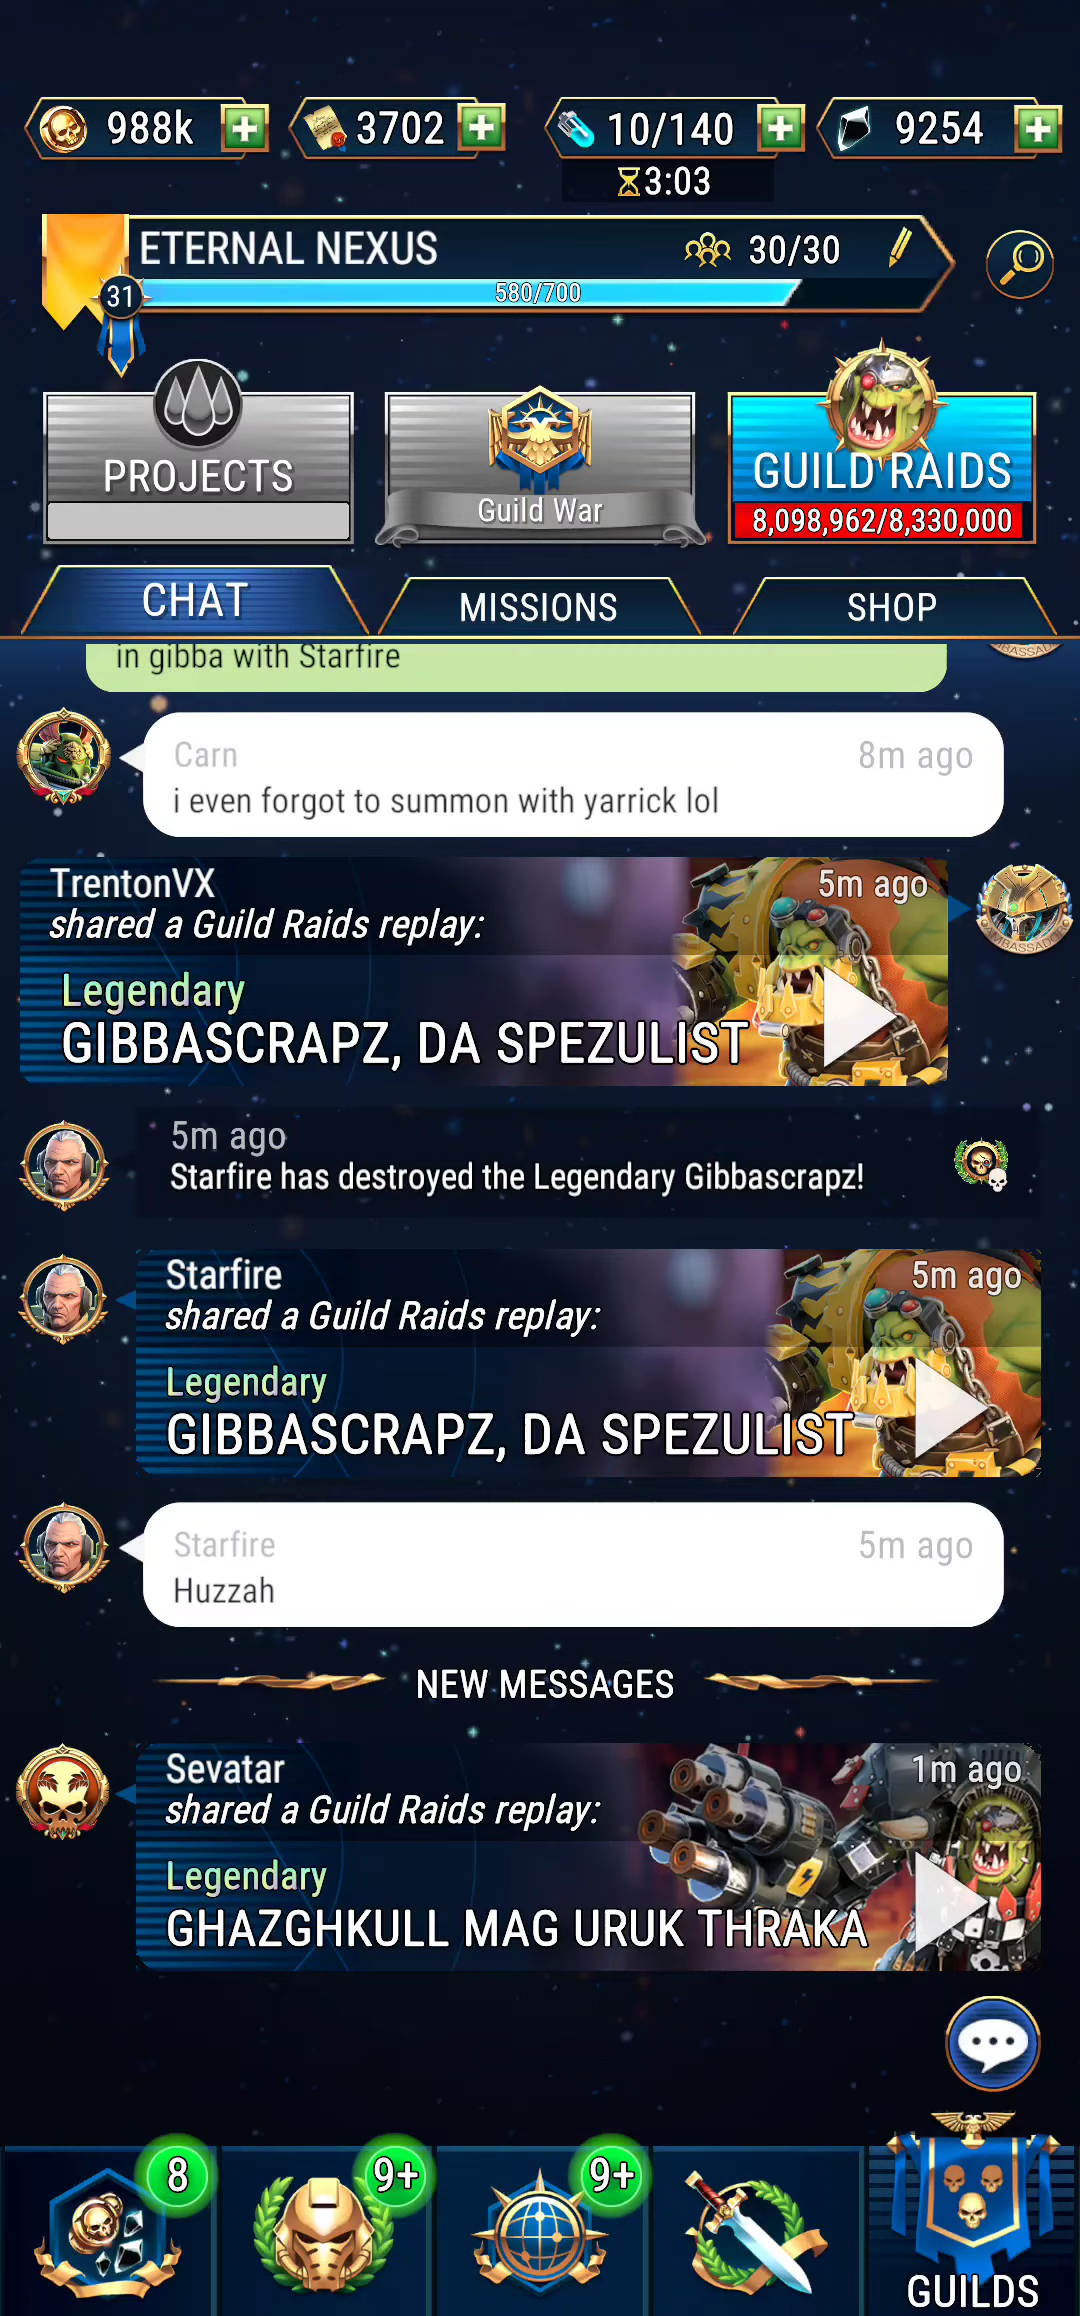 988k
3702
10/140
9254
3:03
ETERNAL NEXUS
30/30
31
580/700
PROJECTS
Guild War
GUILD RAIDS
8,098,962/8,330,000
CHAT
MISSIONS
SHOP
in gibba with Starfire
Carn
8m ago
i even forgot to summon with yarrick lol
TrentonVX
5m ago
shared a Guild Raids replay:
AMBASSADOR
Legendary
GIBBASCRAPZ, DA SPEZULIST
5m ago
Starfire has destroyed the Legendary Gibbascrapz!
Starfire
5m ago
shared a Guild Raids replay:
Legendary
GIBBASCRAPZ, DA SPEZULIST
Starfire
5m ago
Huzzah
NEW MESSAGES
Sevatar
1m ago
shared a Guild Raids replay:
Legendary
GHAZGHKULL MAG URUK THRAKA
8
9+
9+
GUILDS